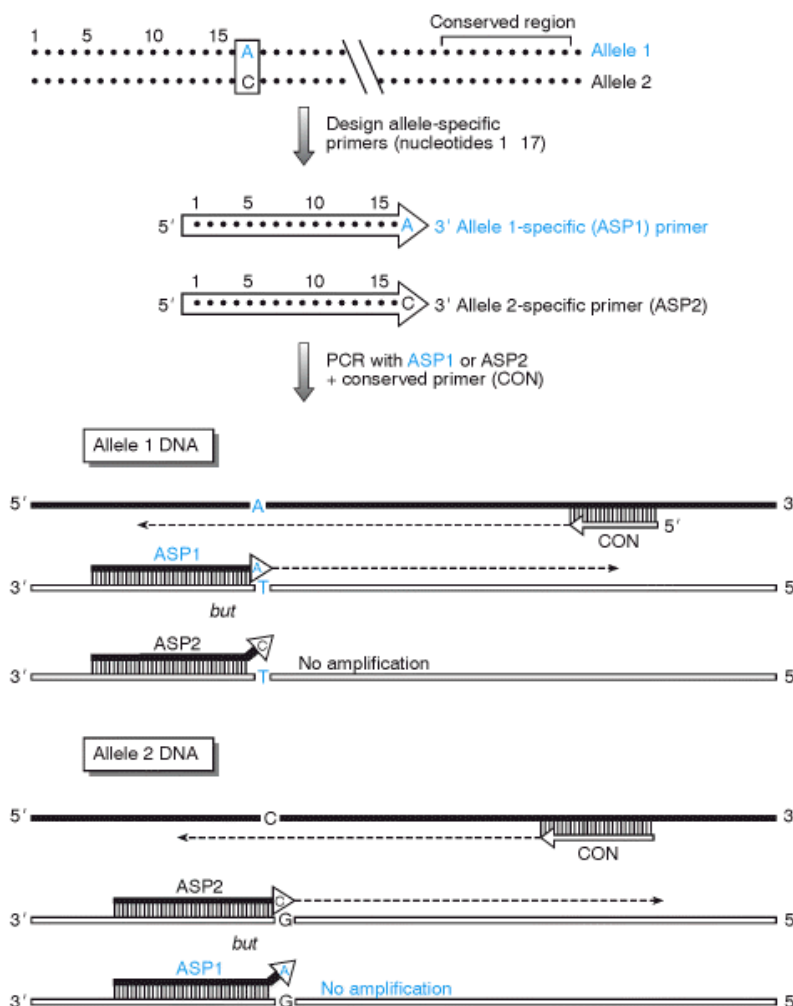 Conserved region
1 5 10 15
A Allele 1
C Allele 2
Design allele-specific
primers (nucleotides 1 17)
1 5 10 15
5′ A 3′ Allele 1-specific (ASP1) primer
1 5 10 15
5′ C 3′ Allele 2-specific primer (ASP2)
PCR with ASP1 or ASP2
+ conserved primer (CON)
Allele 1 DNA
5′ A 3
CON 5′
ASP1
A
3′ T 5
but
ASP2
C
No amplification
3′ T 5
Allele 2 DNA
5′ C 3
CON
ASP2
C
3′ G 5
but
ASP1
A
No amplification
3′ G 5